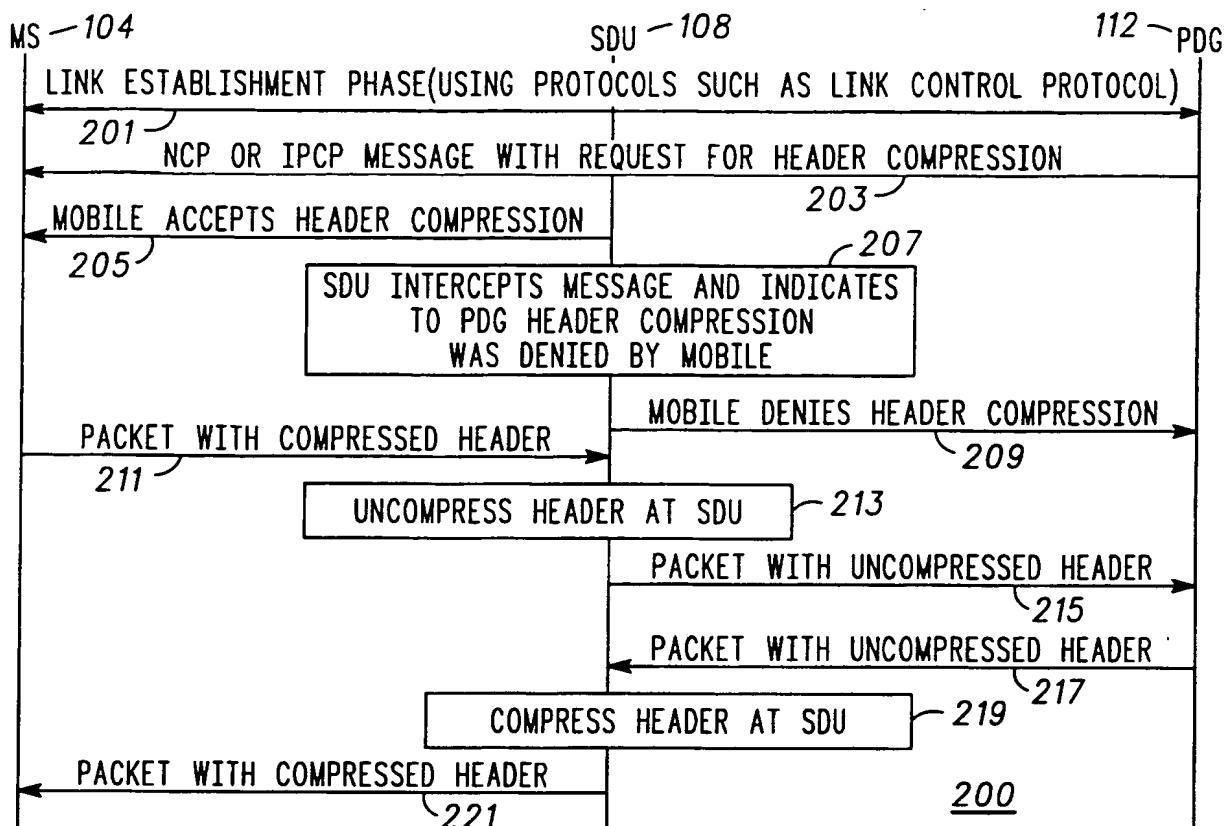 MS 104
SDU 108
112 PDG
LINK ESTABLISHMENT PHASE(USING PROTOCOLS SUCH AS LINK CONTROL PROTOCOL)
201
NCP OR IPCP MESSAGE WITH REQUEST FOR HEADER COMPRESSION
203
MOBILE ACCEPTS HEADER COMPRESSION
205
207
SDU INTERCEPTS MESSAGE AND INDICATES
TO PDG HEADER COMPRESSION
WAS DENIED BY MOBILE
MOBILE DENIES HEADER COMPRESSION
209
PACKET WITH COMPRESSED HEADER
211
UNCOMPRESS HEADER AT SDU
213
PACKET WITH UNCOMPRESSED HEADER
215
PACKET WITH UNCOMPRESSED HEADER
217
COMPRESS HEADER AT SDU
219
PACKET WITH COMPRESSED HEADER
221
200